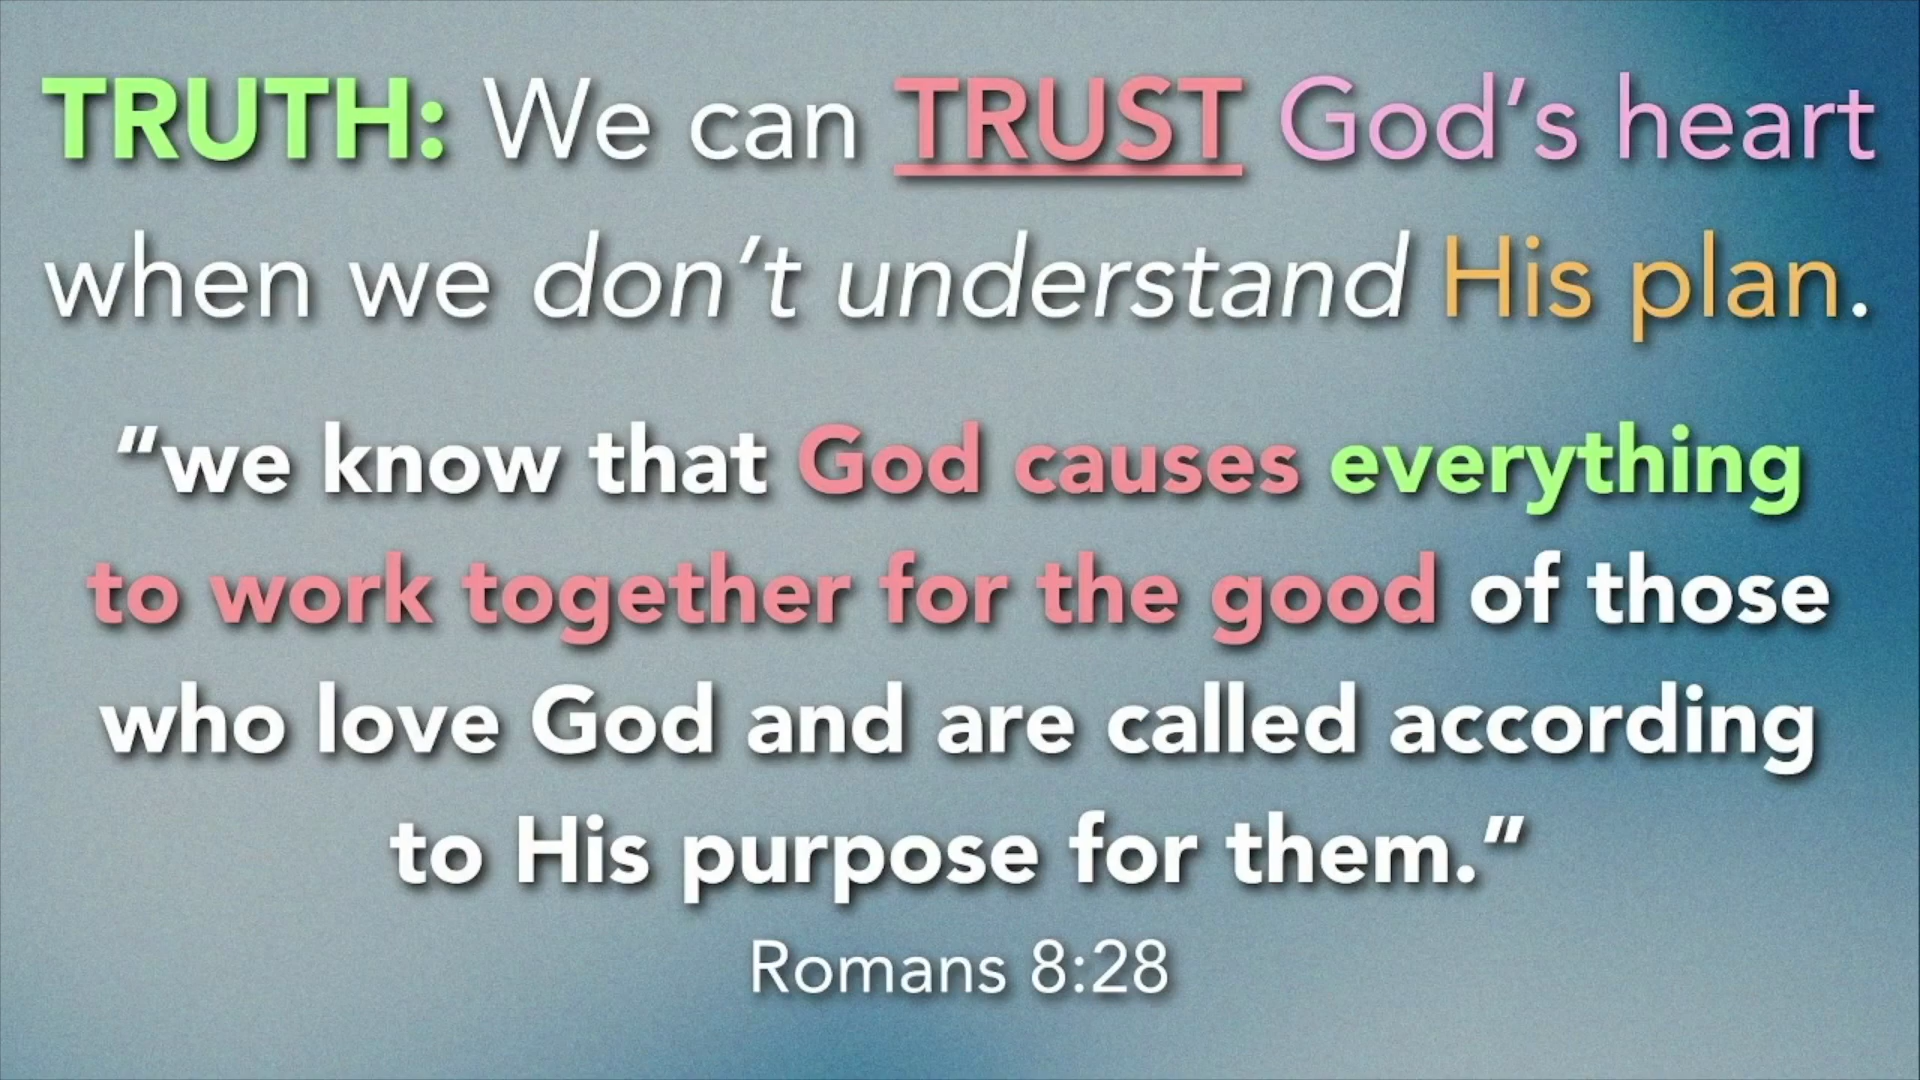 TRUTH: We can TRUST God’s heart
when we don’t understand His plan.
“we know that God causes everything
to work together for the good of those
who love God and are called according
to His purpose for them.”
Romans 8:28